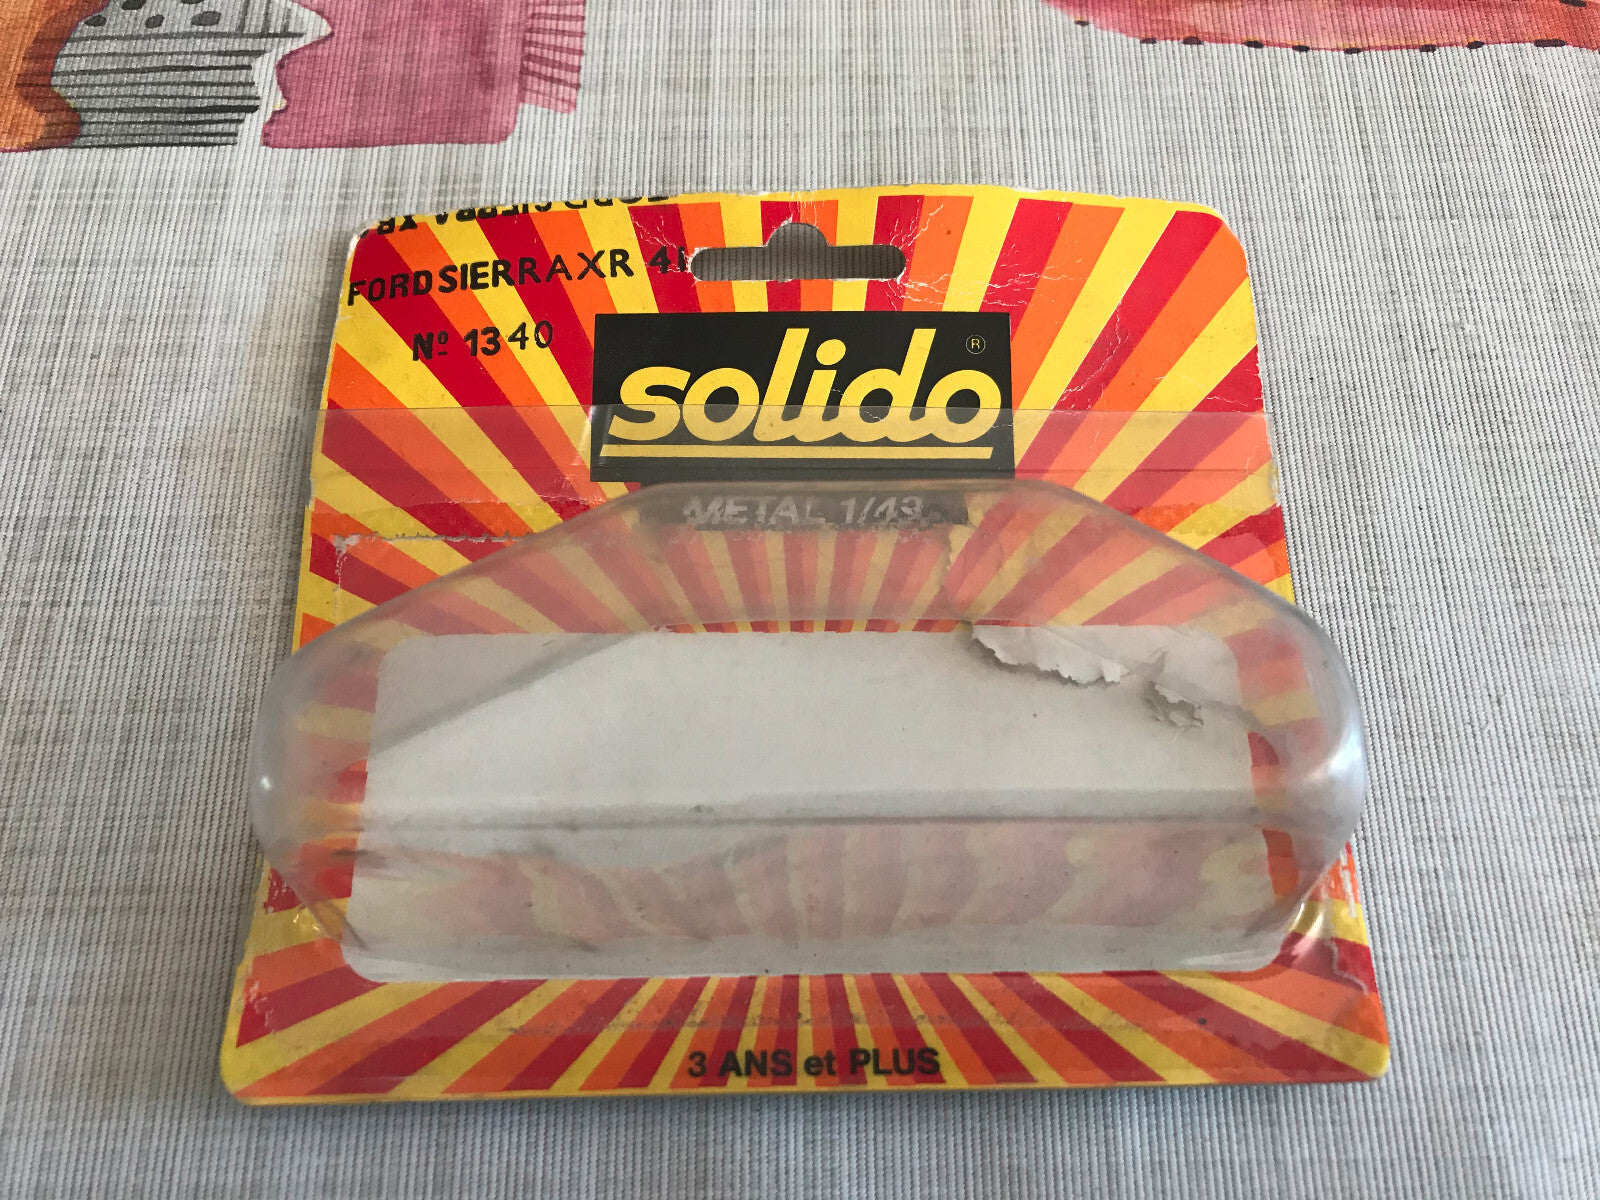 FORD SIERRA XR 4I
Nº 1340
solido ®
METAL 1/43
3 ANS et PLUS